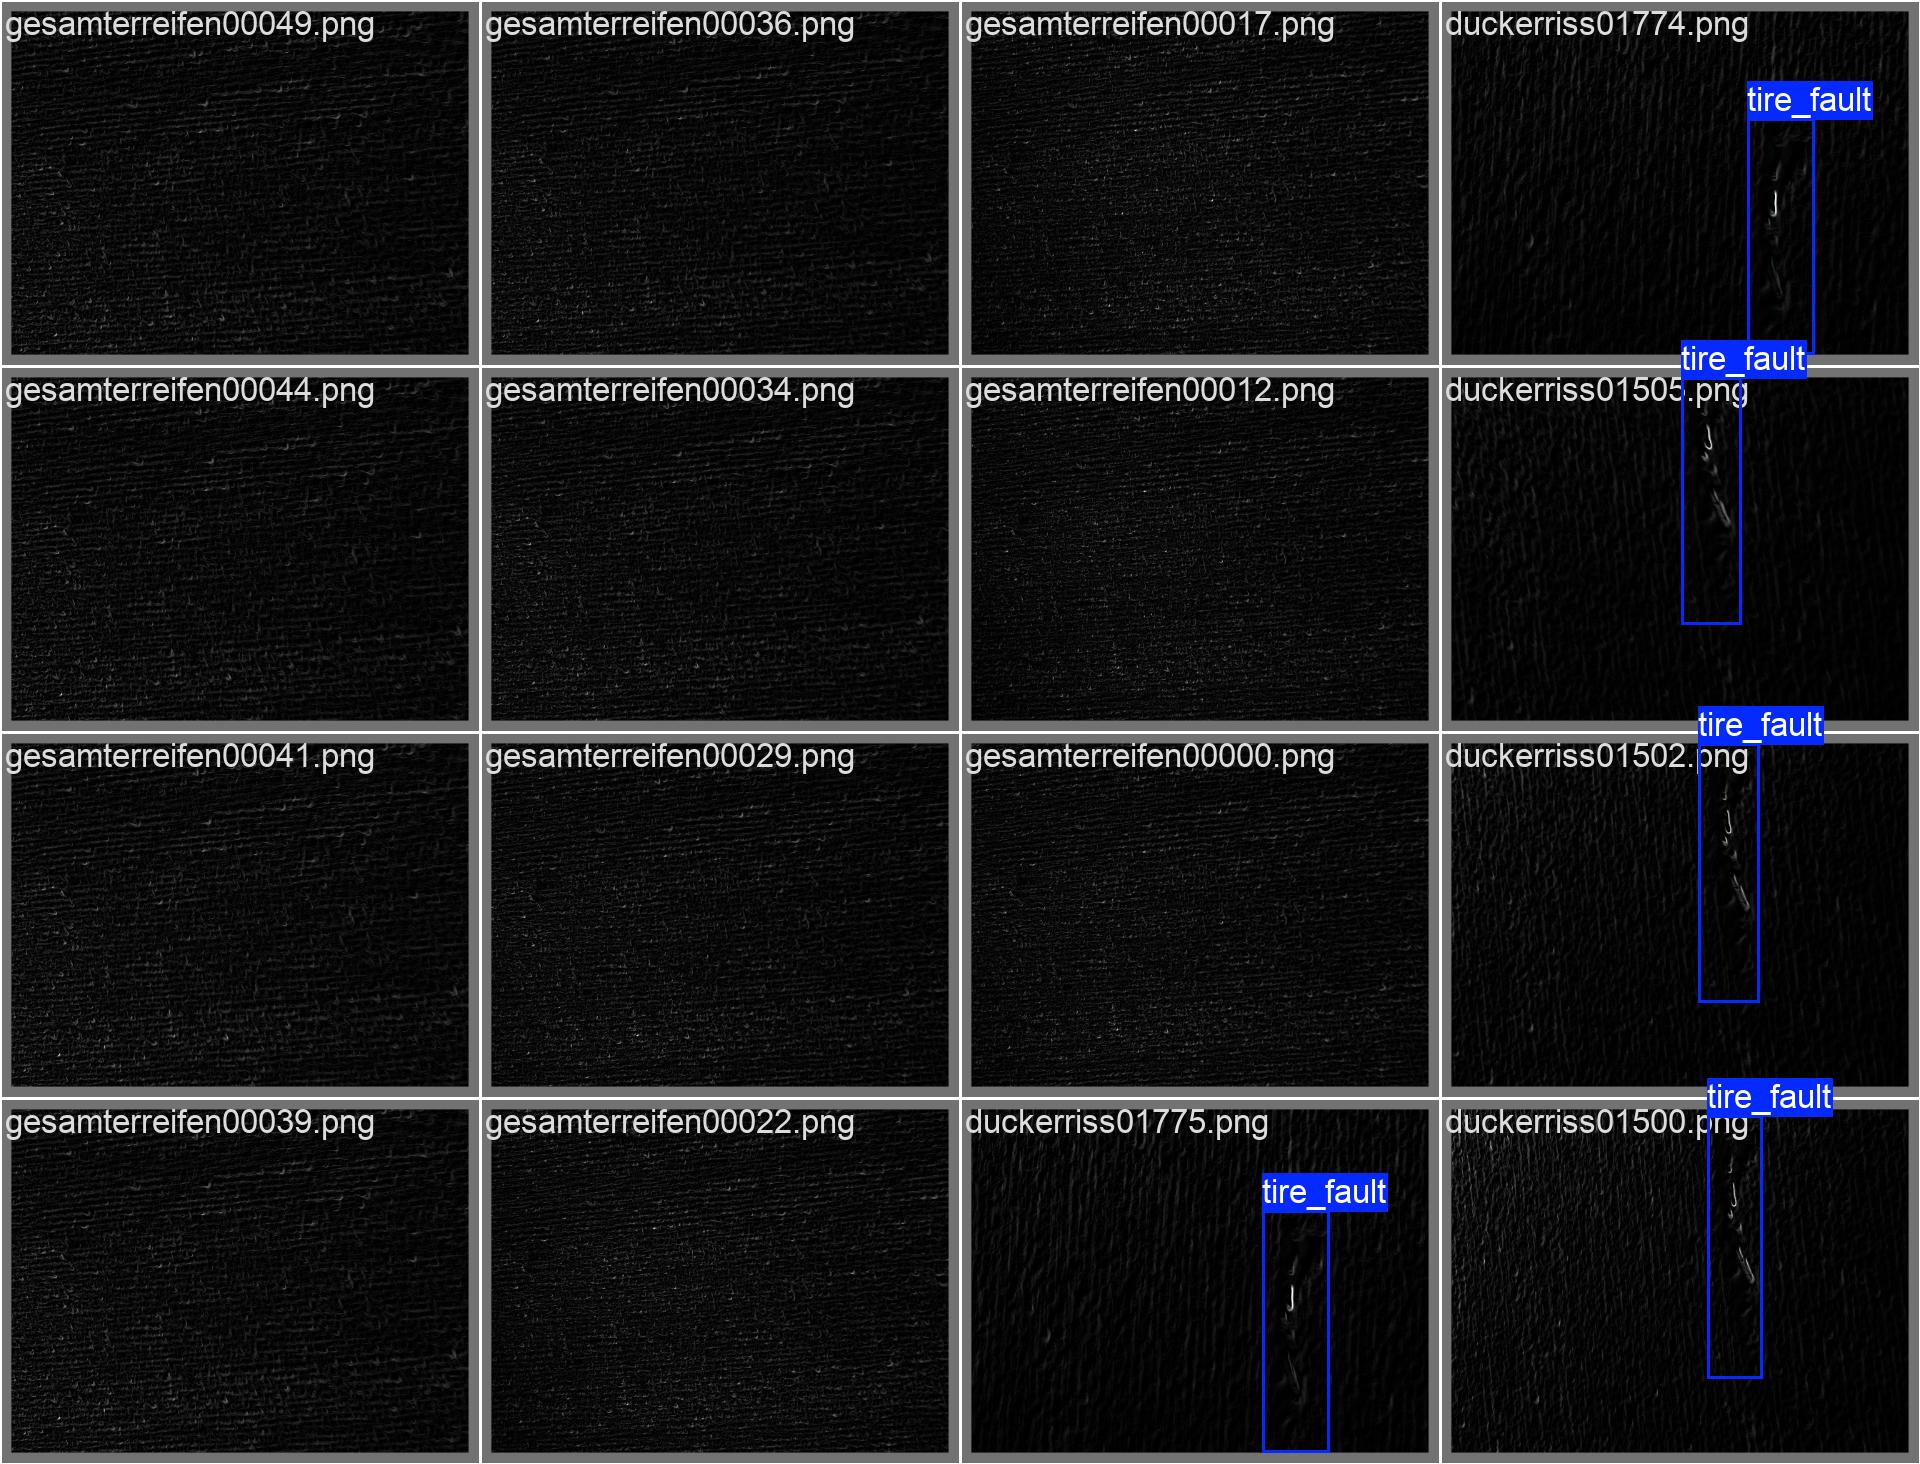 gesamterreifen00049.png
gesamterreifen00036.png
gesamterreifen00017.png
duckerriss01774.png
tire_fault
gesamterreifen00044.png
gesamterreifen00034.png
gesamterreifen00012.png
tire_fault
duckerriss01505.png
gesamterreifen00041.png
gesamterreifen00029.png
gesamterreifen00000.png
tire_fault
duckerriss01502.png
gesamterreifen00039.png
gesamterreifen00022.png
duckerriss01775.png
tire_fault
tire_fault
duckerriss01500.png